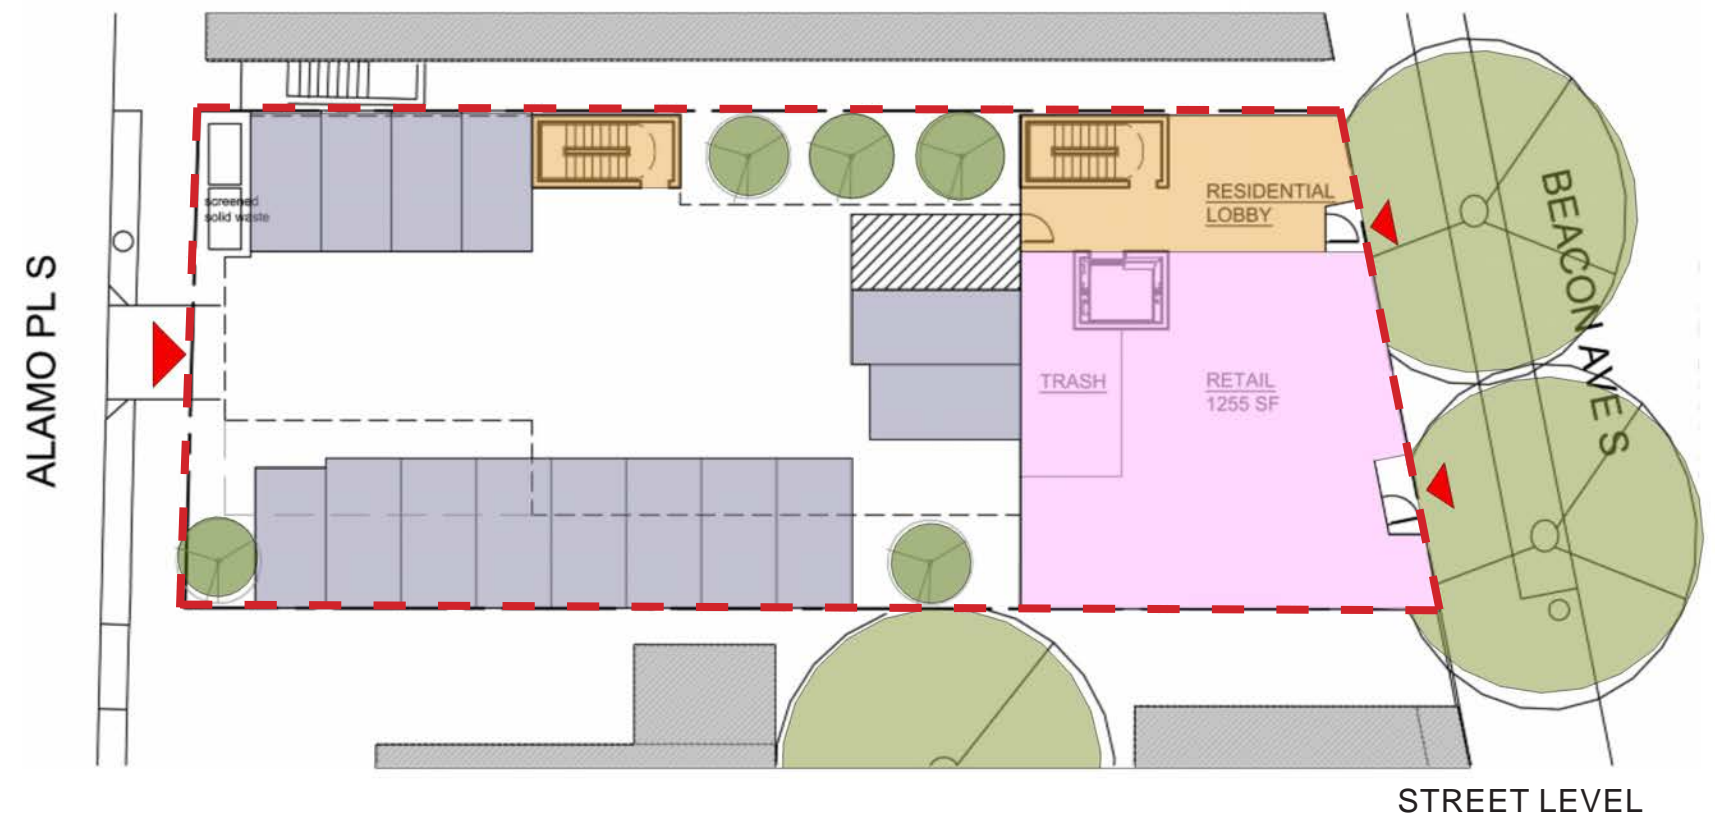 ALAMO PL S
screened
solid waste
RESIDENTIAL
LOBBY
TRASH
RETAIL
1255 SF
BEACON AVE S
STREET LEVEL